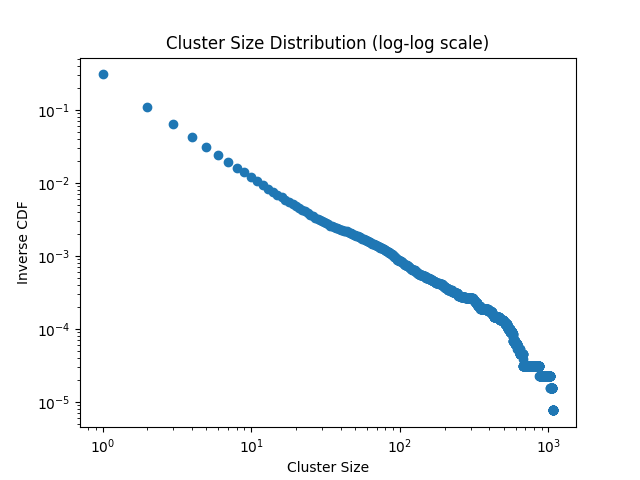 Cluster Size Distribution (log-log scale)
Inverse CDF
10⁻¹
10⁻²
10⁻³
10⁻⁴
10⁻⁵
10⁰ 10¹ 10² 10³
Cluster Size